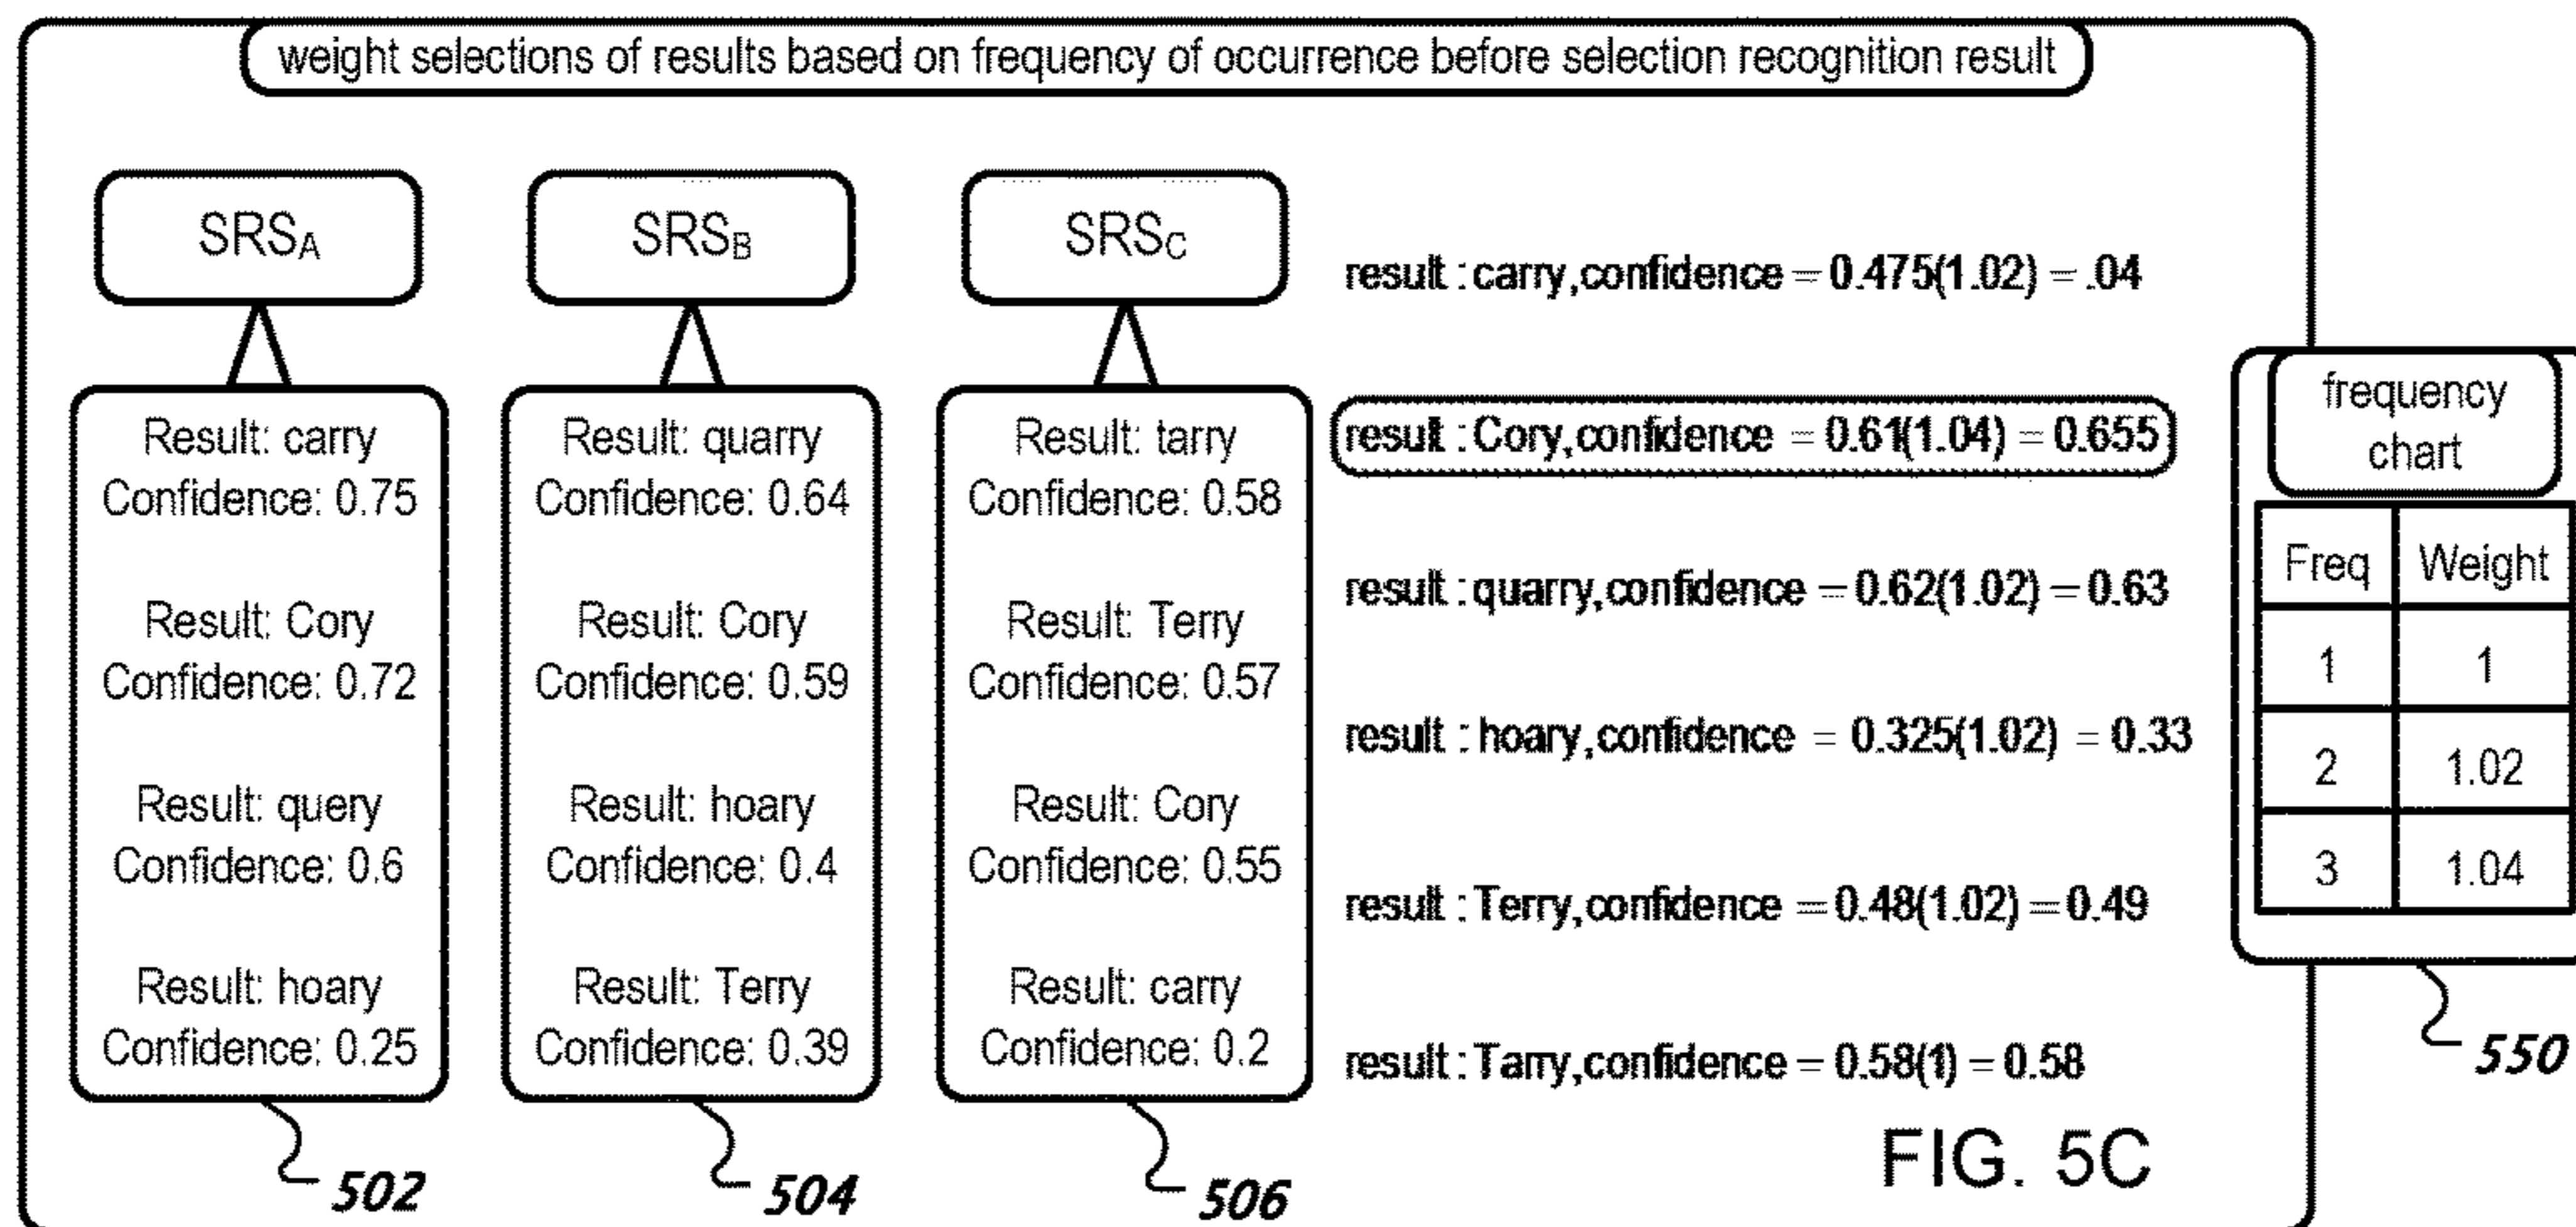 weight selections of results based on frequency of occurrence before selection recognition result
SRSA
Result: carry
Confidence: 0.75
Result: Cory
Confidence: 0.72
Result: query
Confidence: 0.6
Result: hoary
Confidence: 0.25
502
SRSB
Result: quarry
Confidence: 0.64
Result: Cory
Confidence: 0.59
Result: hoary
Confidence: 0.4
Result: Terry
Confidence: 0.39
504
SRSC
Result: tarry
Confidence: 0.58
Result: Terry
Confidence: 0.57
Result: Cory
Confidence: 0.55
Result: carry
Confidence: 0.2
506
result : carry,confidence = 0.475(1.02) = .04
result : Cory,confidence = 0.61(1.04) = 0.655
result : quarry,confidence = 0.62(1.02) = 0.63
result : hoary,confidence = 0.325(1.02) = 0.33
result : Terry,confidence = 0.48(1.02) = 0.49
result : Tarry,confidence = 0.58(1) = 0.58
frequency
chart
Freq Weight
1 1
2 1.02
3 1.04
550
FIG. 5C